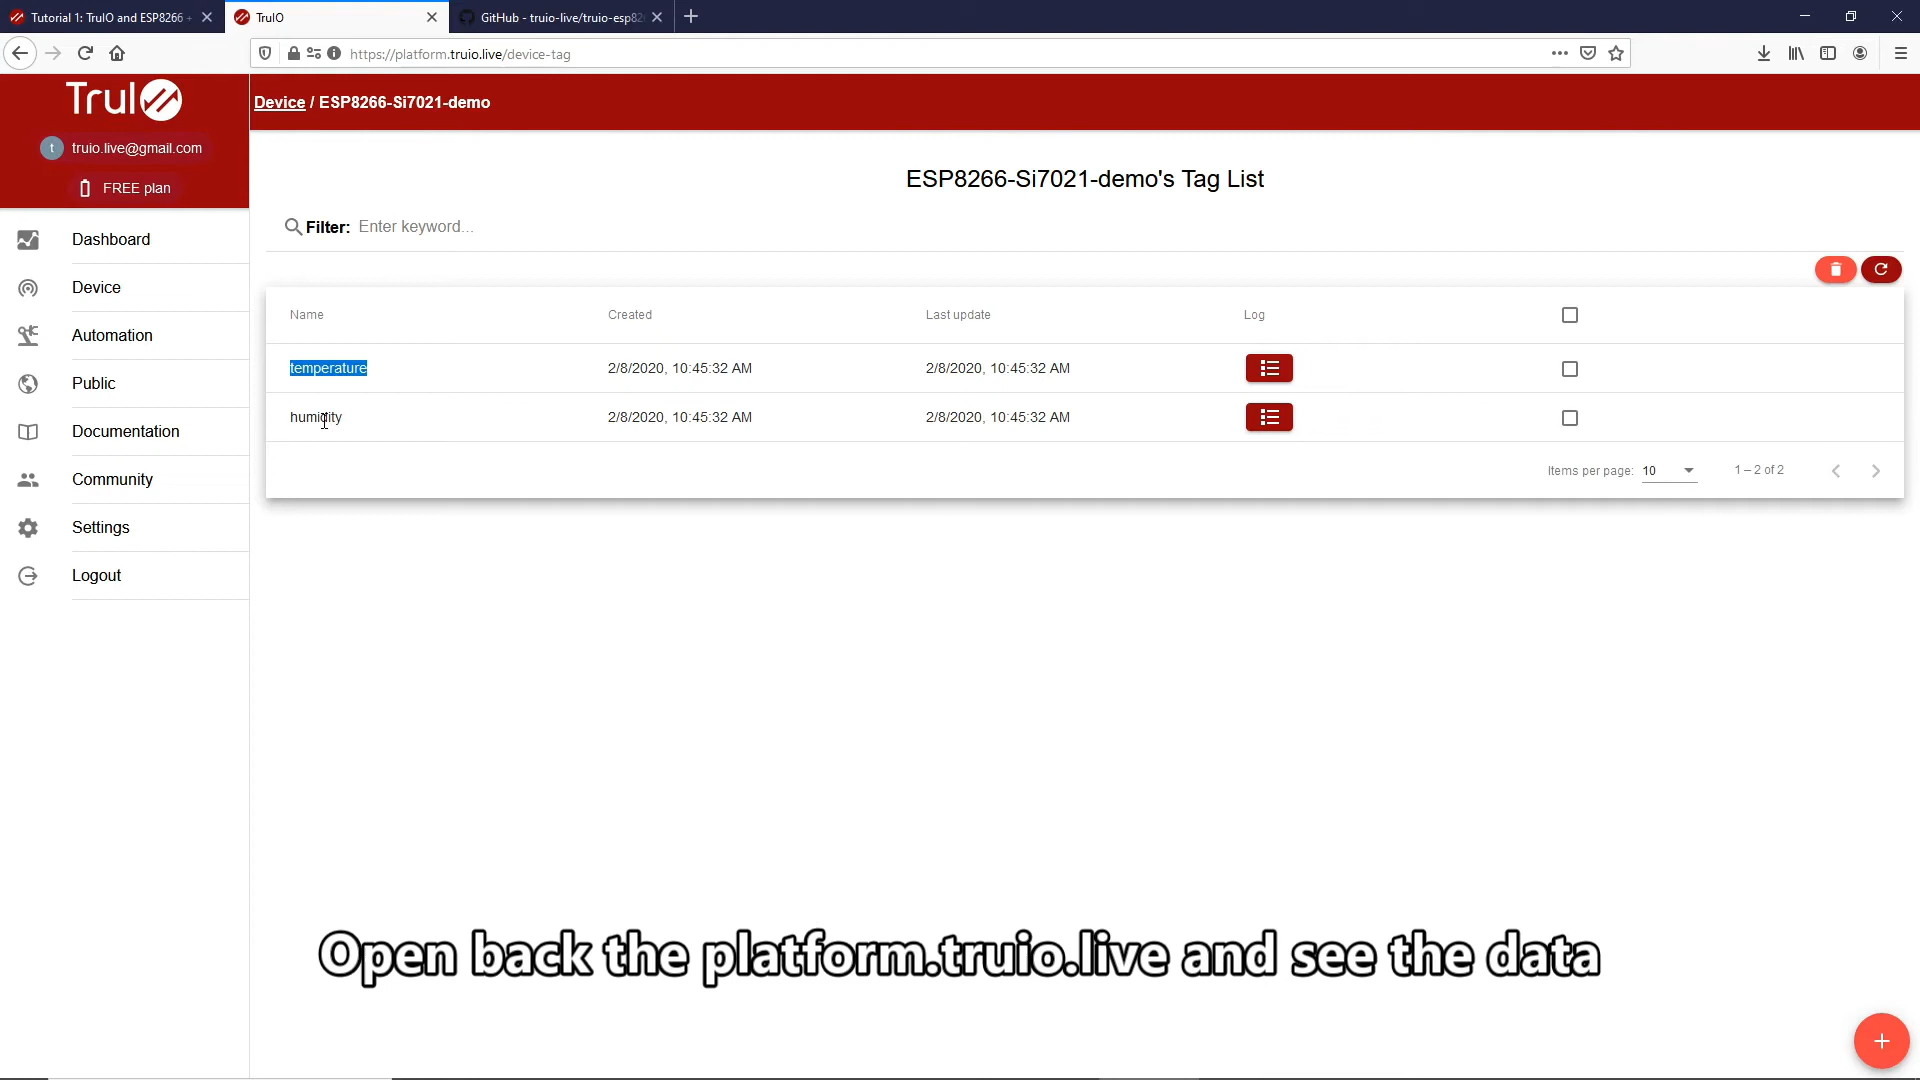 Tutorial 1: TruIO and ESP8266 -
TruIO
GitHub - truio-live/truio-esp82
https://platform.truio.live/device-tag
TruIO
t truio.live@gmail.com
FREE plan
Dashboard
Device
Automation
Public
Documentation
Community
Settings
Logout
Device / ESP8266-Si7021-demo
ESP8266-Si7021-demo's Tag List
Filter: Enter keyword...
Name Created Last update Log
temperature 2/8/2020, 10:45:32 AM 2/8/2020, 10:45:32 AM
humidity 2/8/2020, 10:45:32 AM 2/8/2020, 10:45:32 AM
Items per page: 10 1 – 2 of 2
Open back the platform.truio.live and see the data